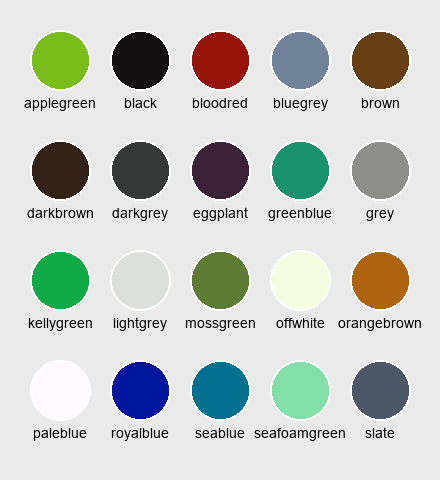 applegreen black bloodred bluegrey brown
darkbrown darkgrey eggplant greenblue grey
kellygreen lightgrey mossgreen offwhite orangebrown
paleblue royalblue seablue seafoamgreen slate